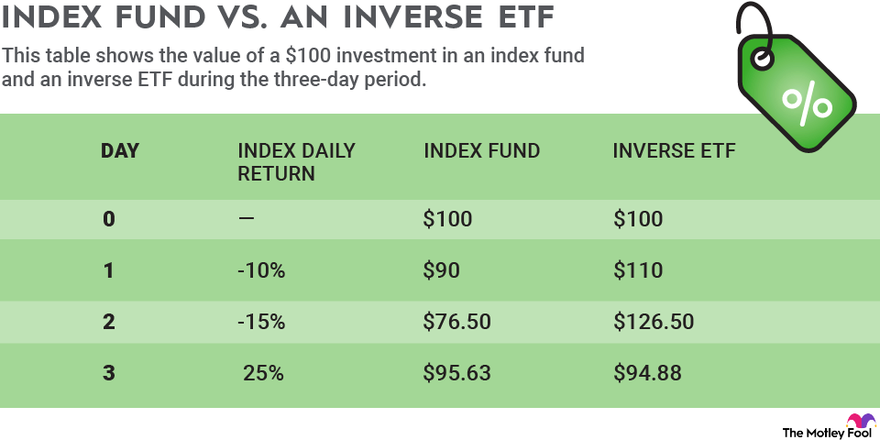 INDEX FUND VS. AN INVERSE ETF
This table shows the value of a $100 investment in an index fund
and an inverse ETF during the three-day period.
%
DAY INDEX DAILY RETURN INDEX FUND INVERSE ETF
0 — $100 $100
1 -10% $90 $110
2 -15% $76.50 $126.50
3 25% $95.63 $94.88
The Motley Fool